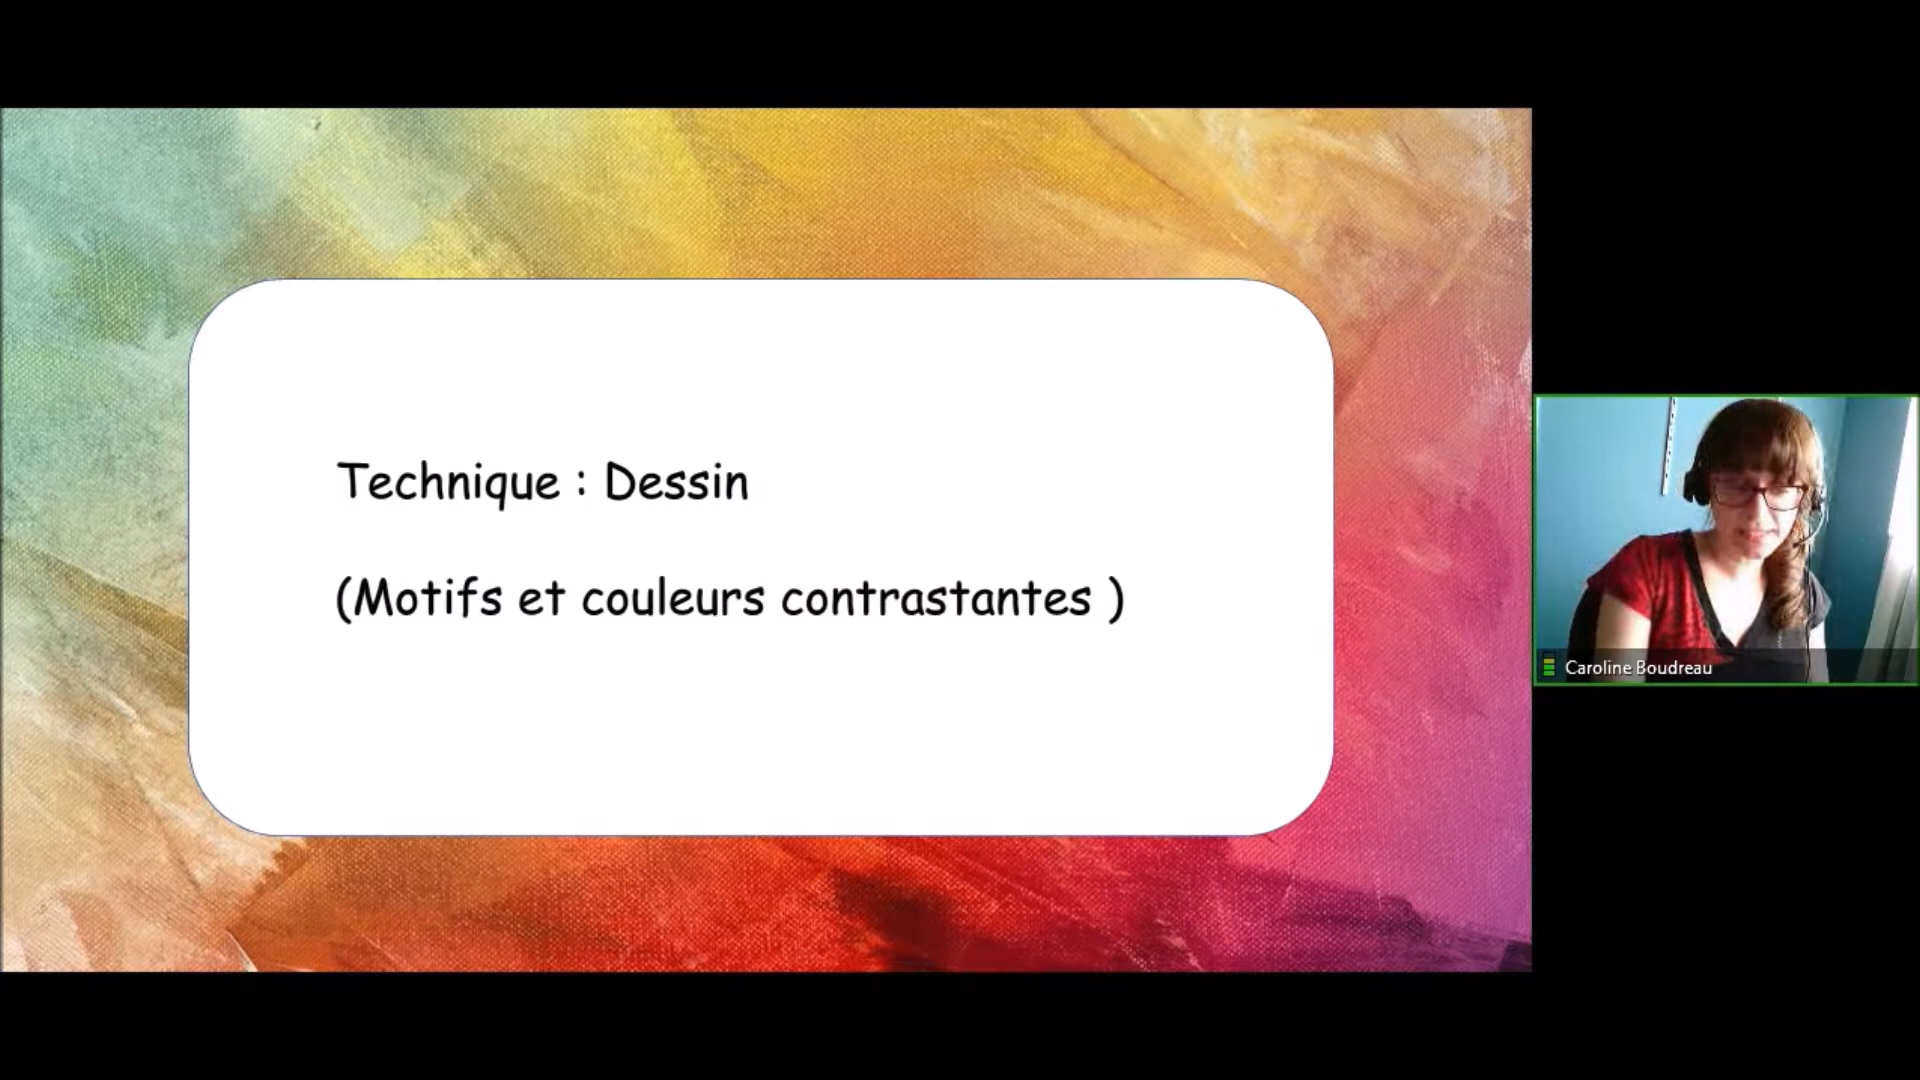 Technique : Dessin
(Motifs et couleurs contrastantes )
Caroline Boudreau